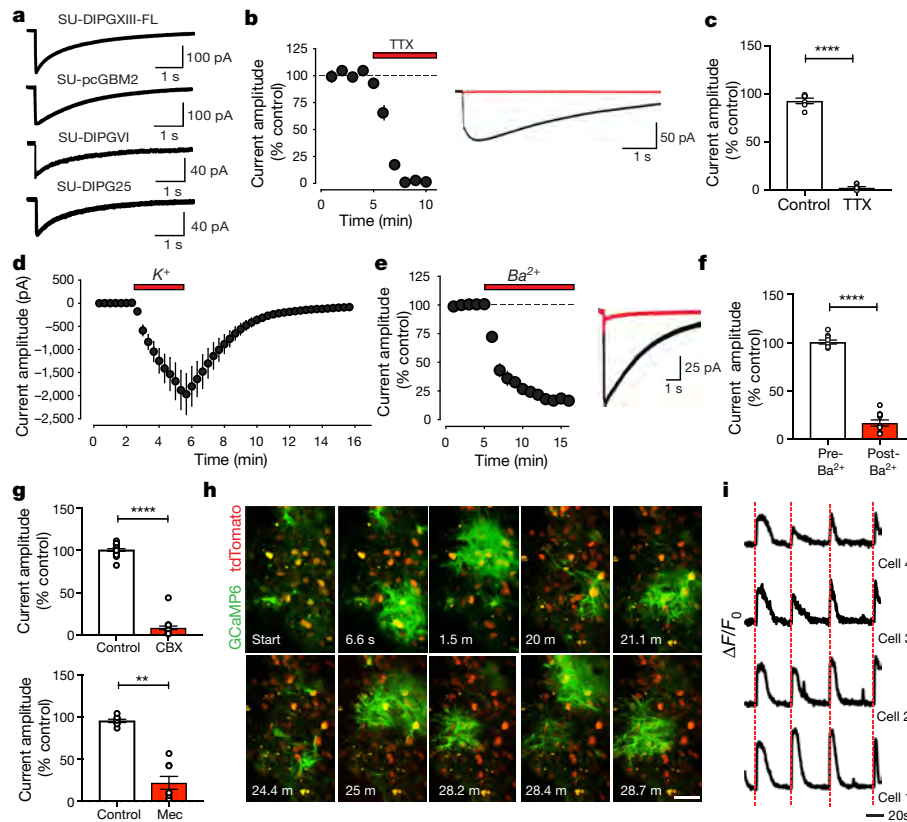 a
SU-DIPGXIII-FL
100 pA
1 s
SU-pcGBM2
100 pA
1 s
SU-DIPGVI
40 pA
1 s
SU-DIPG25
40 pA
1 s
b
Current amplitude
(% control)
125
100
75
50
25
0
0 5 10
Time (min)
TTX
50 pA
1 s
c
Current amplitude
(% control)
150
100
50
0
****
Control TTX
d
Current amplitude (pA)
500
0
–500
–1,000
–1,500
–2,000
–2,500
K+
0 2 4 6 8 10 12 14 16
Time (min)
e
Current amplitude
(% control)
125
100
75
50
25
0
Ba2+
0 5 10 15
Time (min)
25 pA
1 s
f
Current amplitude
(% control)
150
100
50
0
****
Pre- Post-
Ba2+ Ba2+
g
Current amplitude
(% control)
150
100
50
0
****
Control CBX
Current amplitude
(% control)
150
100
50
0
**
Control Mec
h
GCaMP6 tdTomato
Start 6.6 s 1.5 m 20 m 21.1 m
24.4 m 25 m 28.2 m 28.4 m 28.7 m
i
ΔF/F0
Cell 4
Cell 3
Cell 2
Cell 1
20s